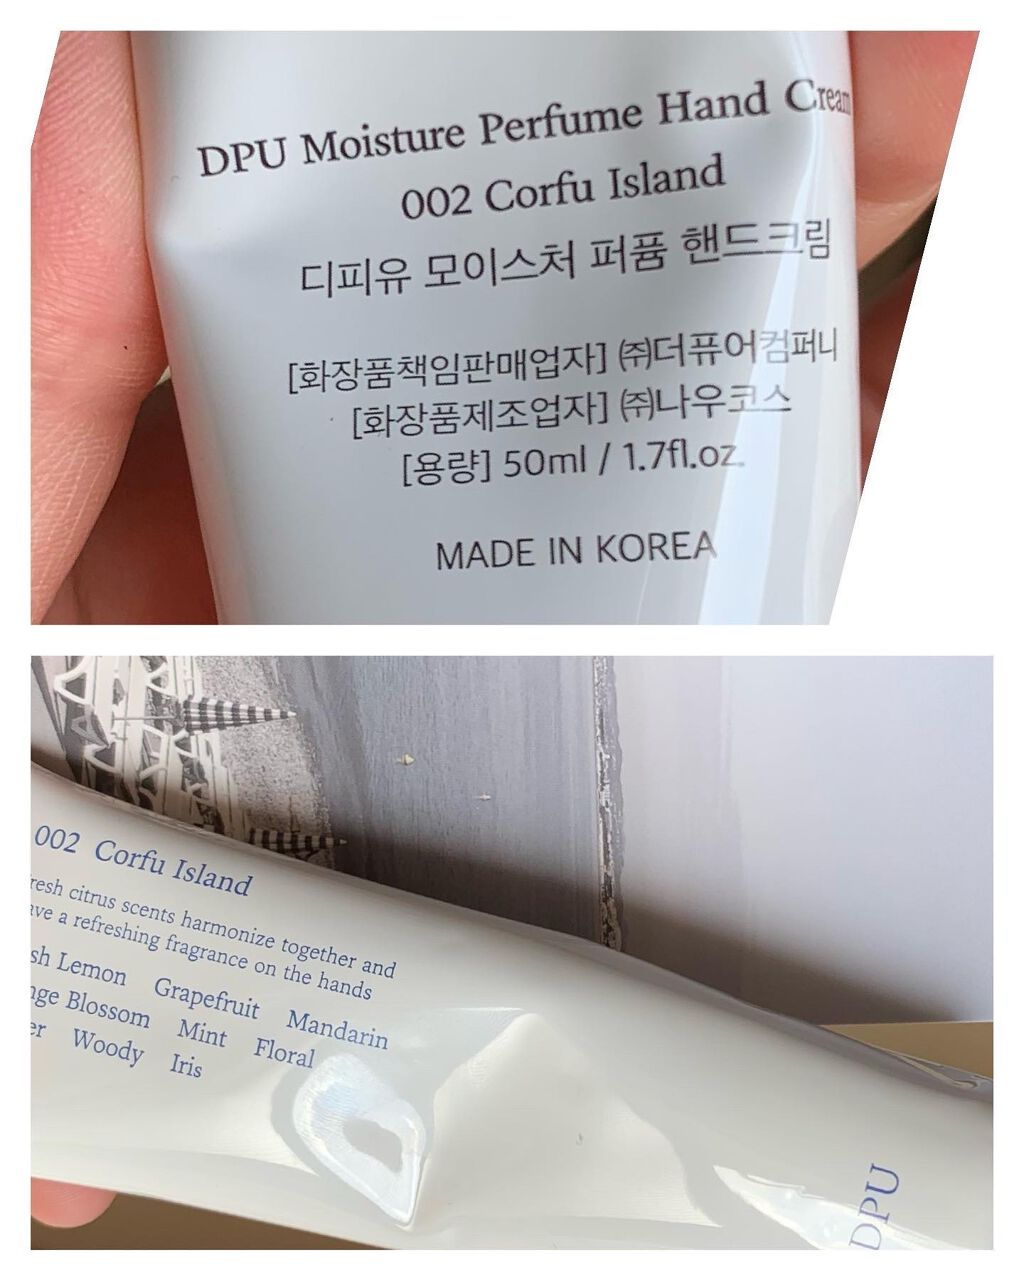 DPU Moisture Perfume Hand Cream
002 Corfu Island
디피유 모이스처 퍼퓸 핸드크림
[화장품책임판매업자] ㈜더퓨어컴퍼니
[화장품제조업자] ㈜나우코스
[용량] 50ml / 1.7fl.oz.
MADE IN KOREA
002 Corfu Island
resh citrus scents harmonize together and
ave a refreshing fragrance on the hands
sh Lemon Grapefruit Mandarin
nge Blossom Mint Floral
er Woody Iris
DPU